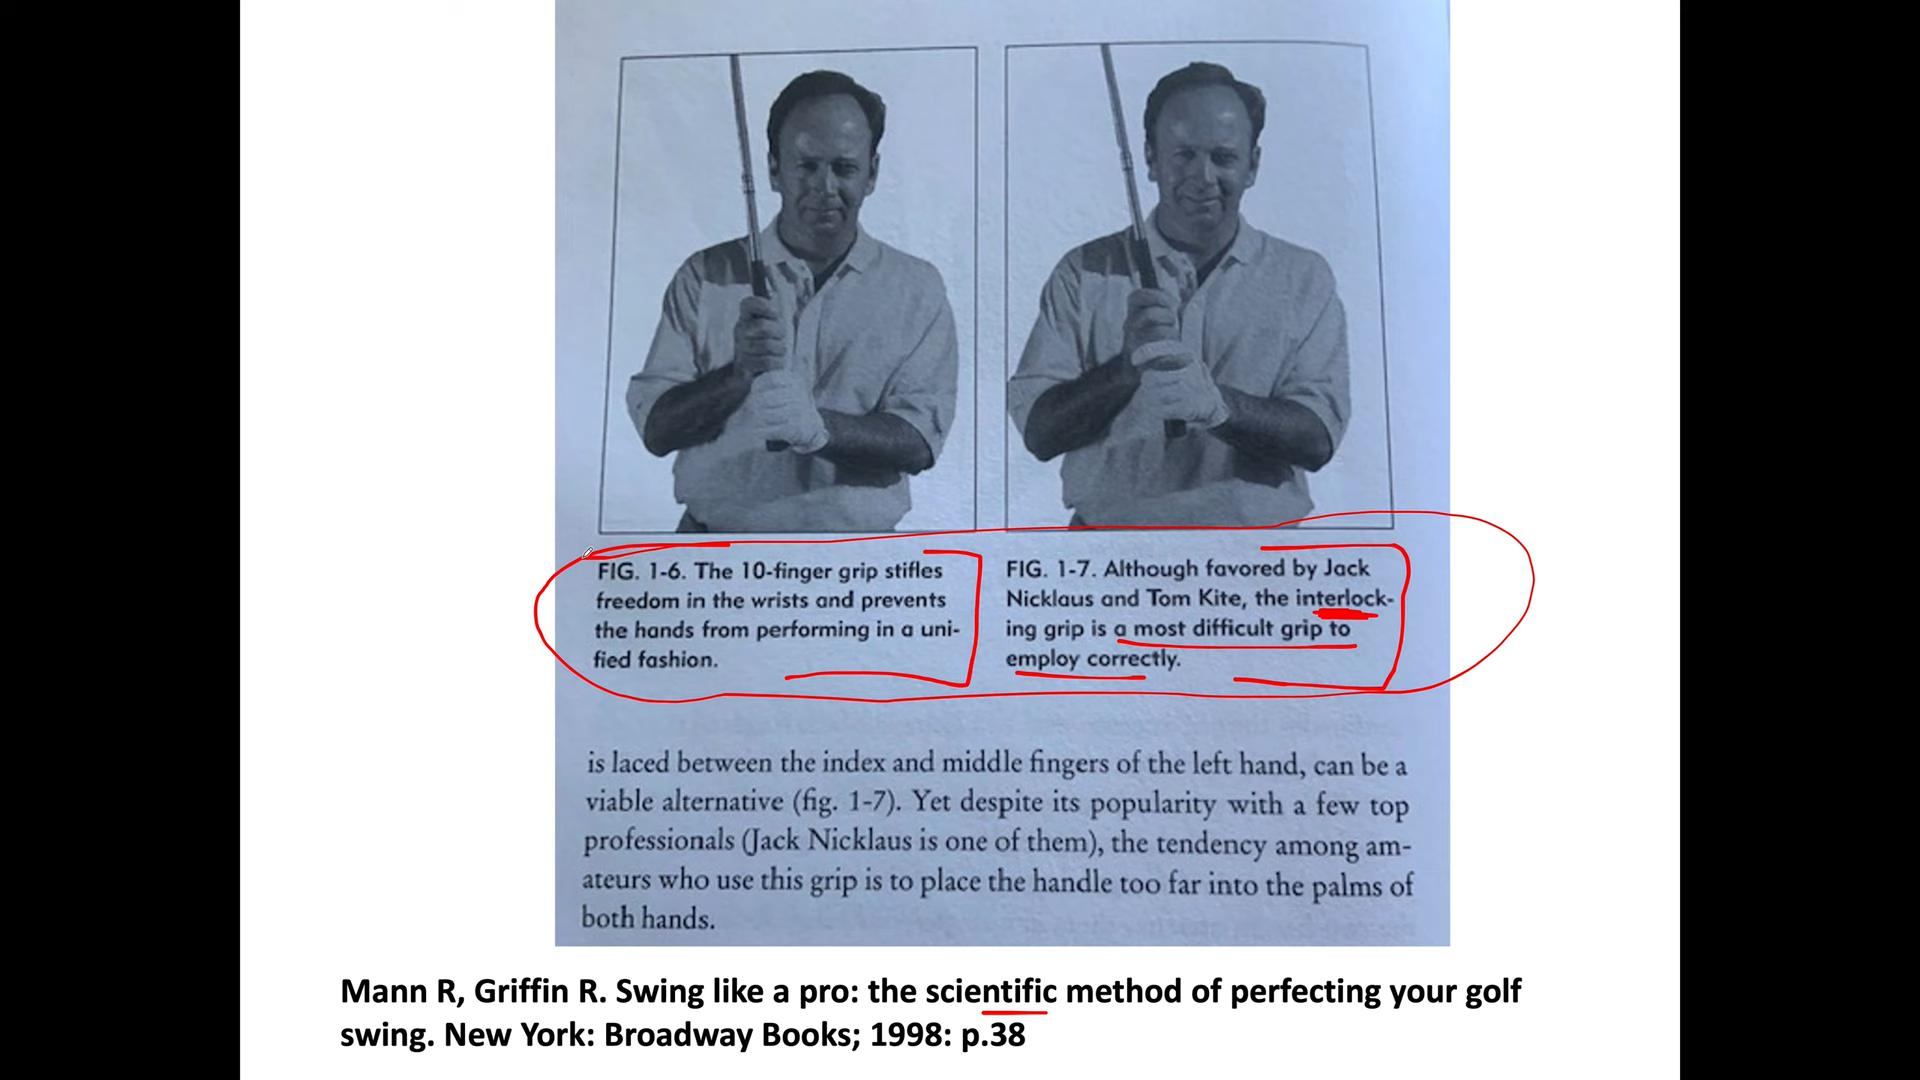 FIG. 1-6. The 10-finger grip stifles
freedom in the wrists and prevents
the hands from performing in a uni-
fied fashion.
FIG. 1-7. Although favored by Jack
Nicklaus and Tom Kite, the interlock-
ing grip is a most difficult grip to
employ correctly.
is laced between the index and middle fingers of the left hand, can be a
viable alternative (fig. 1-7). Yet despite its popularity with a few top
professionals (Jack Nicklaus is one of them), the tendency among am-
ateurs who use this grip is to place the handle too far into the palms of
both hands.
Mann R, Griffin R. Swing like a pro: the scientific method of perfecting your golf
swing. New York: Broadway Books; 1998: p.38